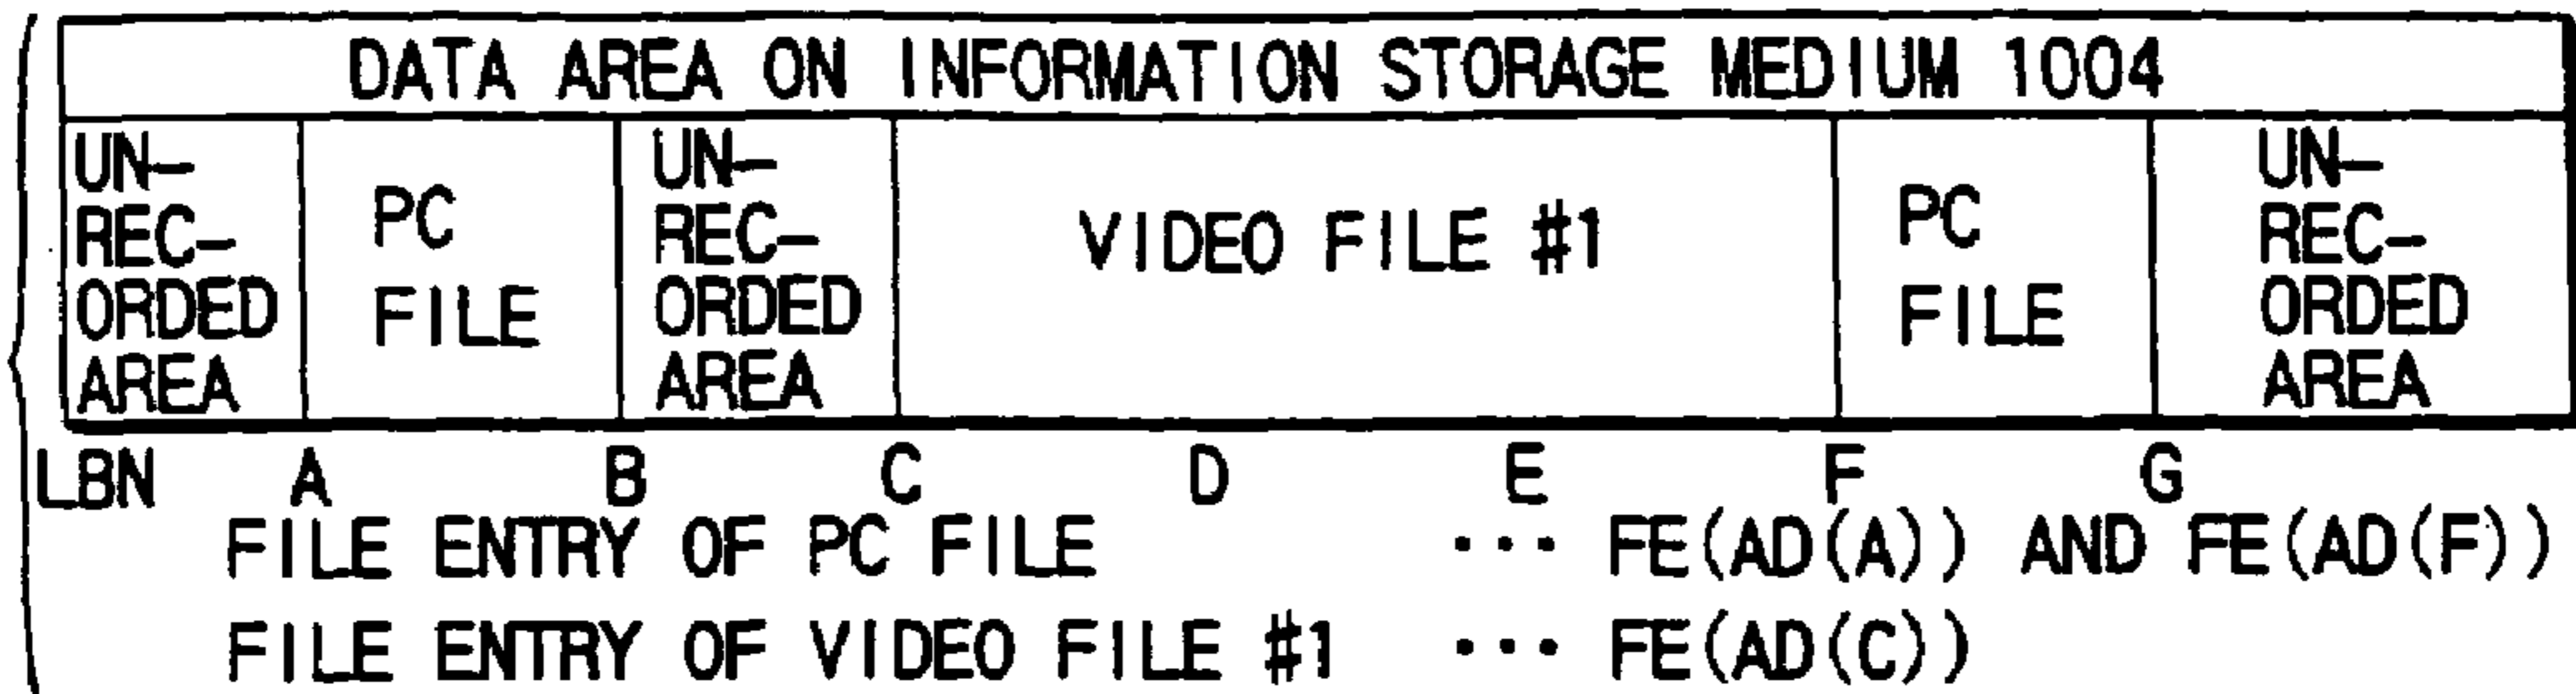 DATA AREA ON INFORMATION STORAGE MEDIUM 1004
UN-
REC-
ORDED
AREA
PC
FILE
UN-
REC-
ORDED
AREA
VIDEO FILE #1
PC
FILE
UN-
REC-
ORDED
AREA
LBN A B C D E F G
FILE ENTRY OF PC FILE ··· FE(AD(A)) AND FE(AD(F))
FILE ENTRY OF VIDEO FILE #1 ··· FE(AD(C))